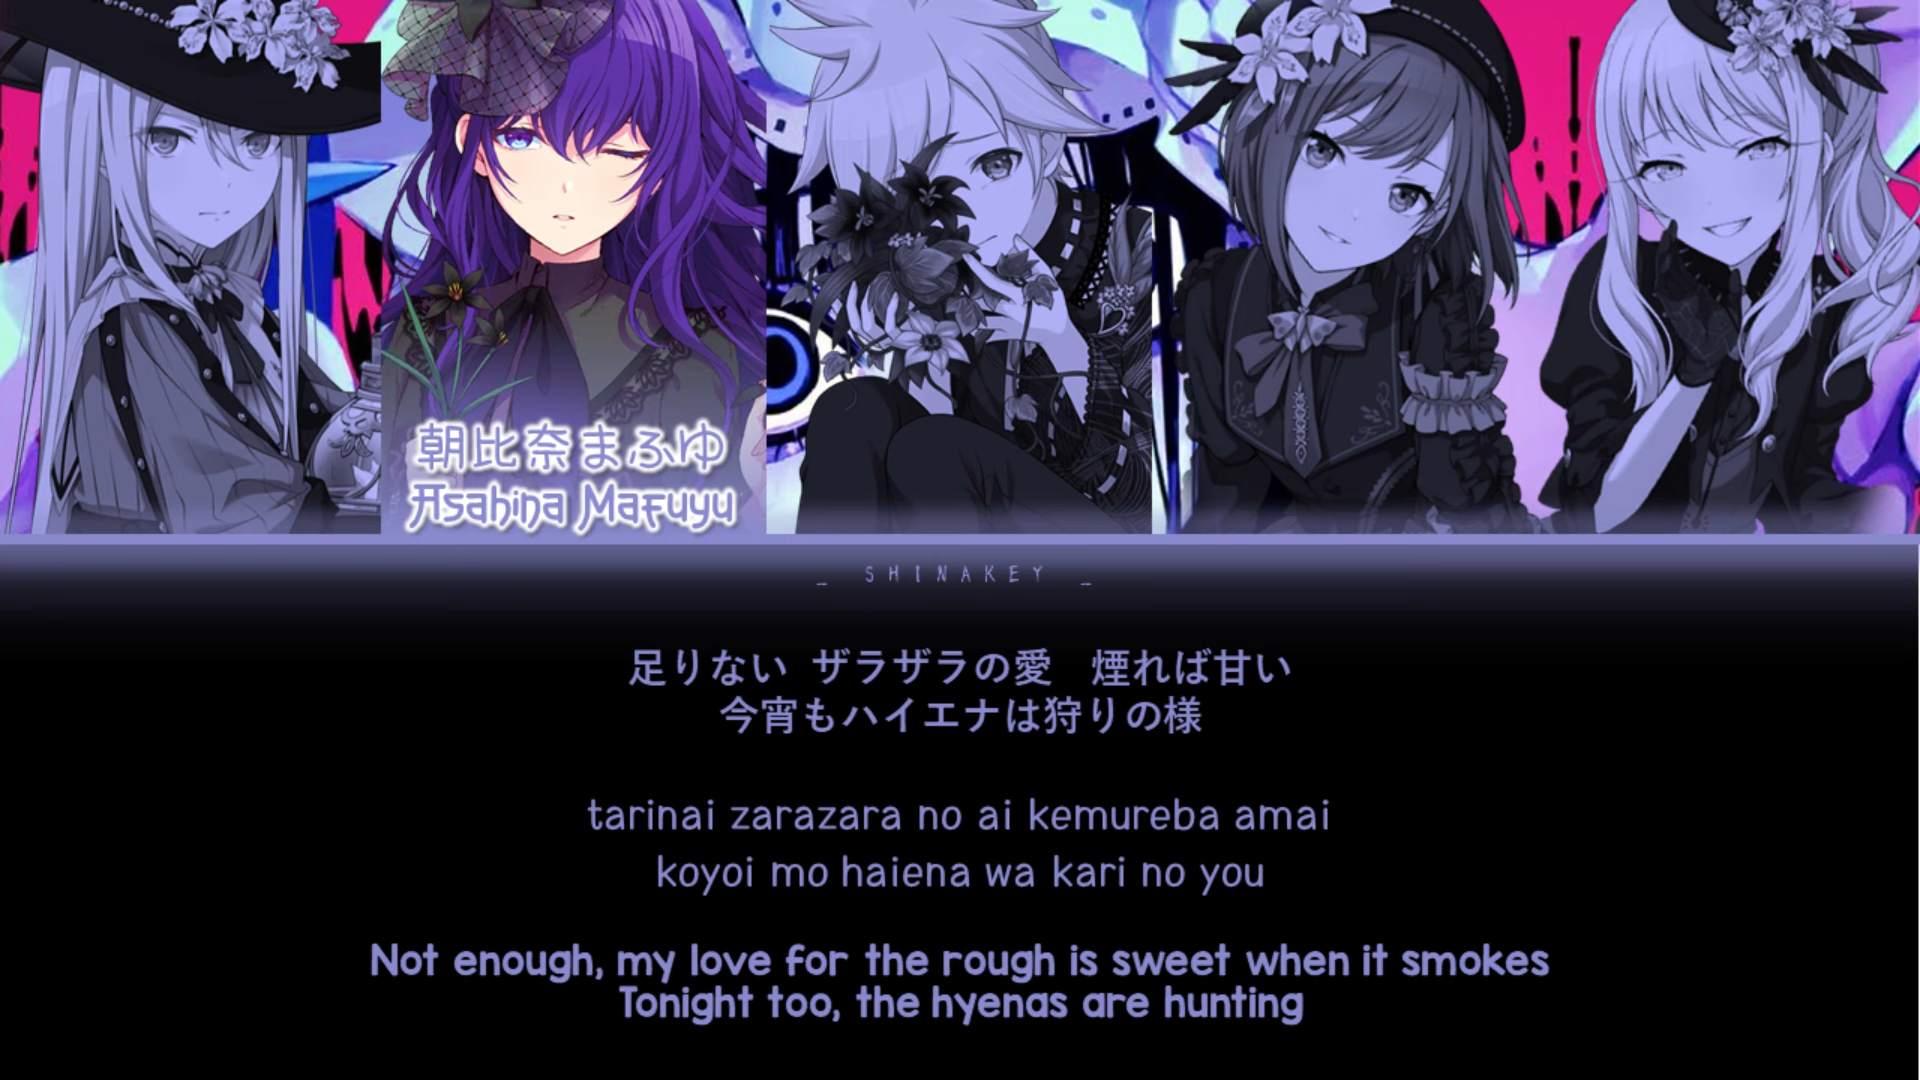 朝比奈まふゆ
Asahina Mafuyu
_ SHINAKEY _
足りない ザラザラの愛　煙れば甘い
今宵もハイエナは狩りの様
tarinai zarazara no ai kemureba amai
koyoi mo haiena wa kari no you
Not enough, my love for the rough is sweet when it smokes
Tonight too, the hyenas are hunting